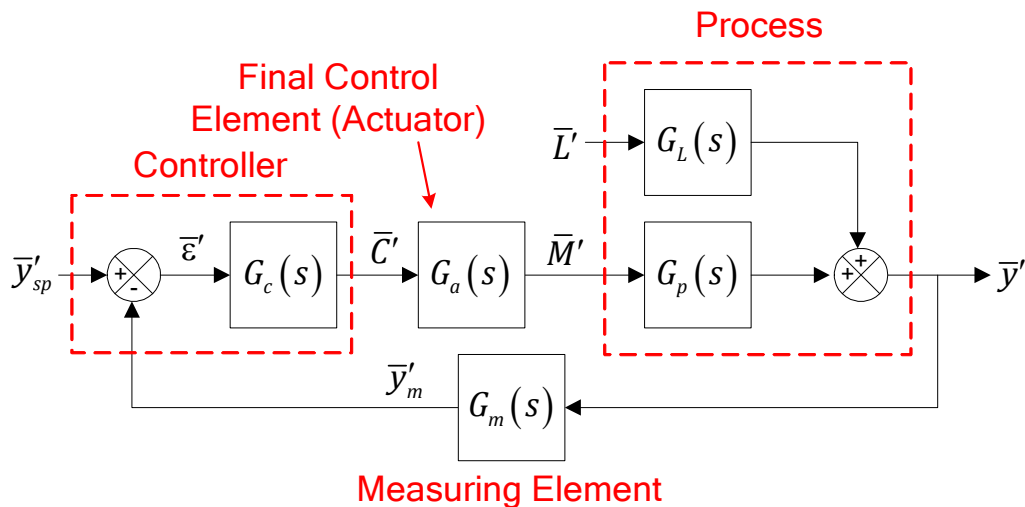 Process
Final Control
Element (Actuator)
Controller
L̅′
G_L(s)
y̅′_sp
+
-
ε̅′
G_c(s)
C̅′
G_a(s)
M̅′
G_p(s)
+
+
y̅′
y̅′_m
G_m(s)
Measuring Element